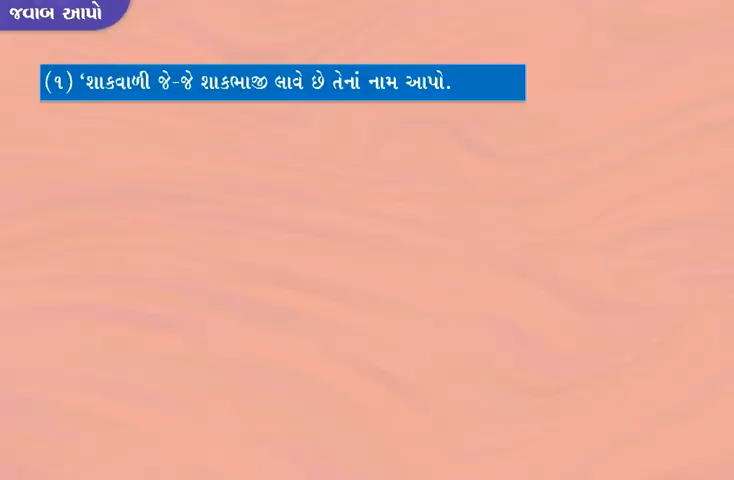 જવાબ આપો
(૧) ‘શાકવાળી જે-જે શાકભાજી લાવે છે તેનાં નામ આપો.